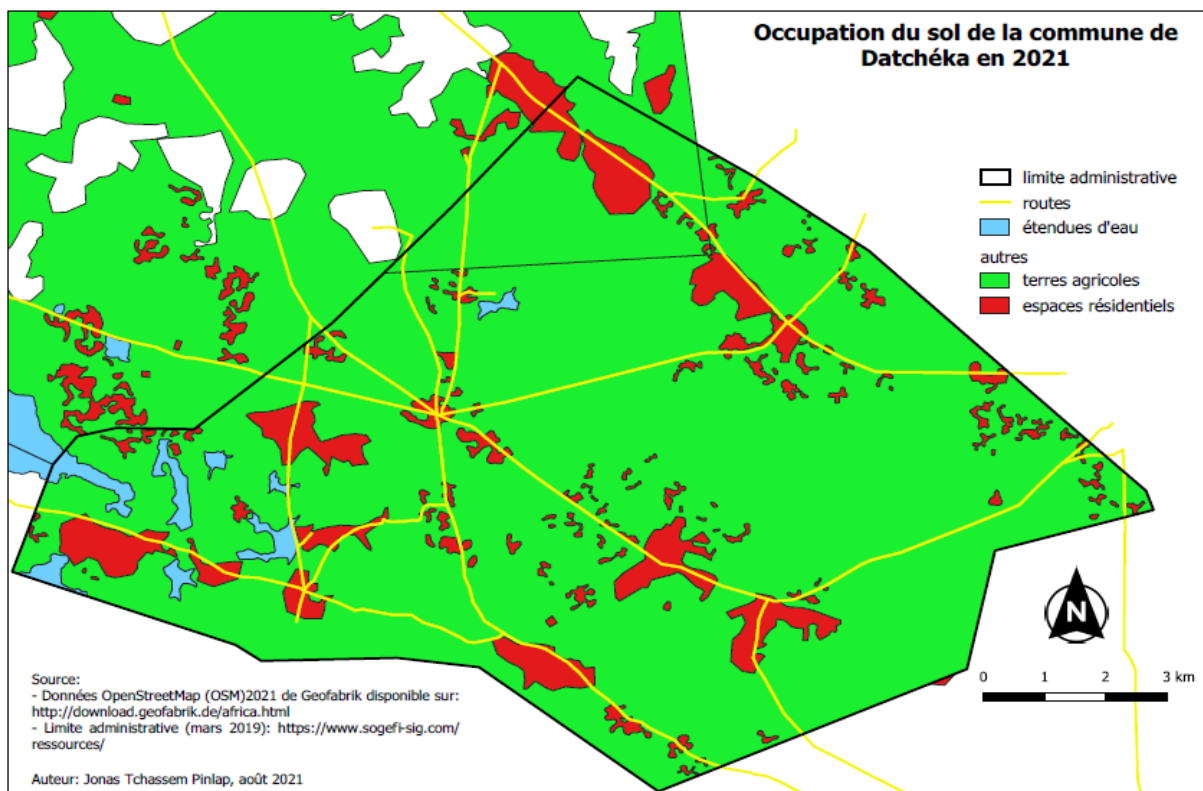 Occupation du sol de la commune de
Datchéka en 2021
limite administrative
routes
étendues d'eau
autres
terres agricoles
espaces résidentiels
N
0 1 2 3 km
Source:
- Données OpenStreetMap (OSM)2021 de Geofabrik disponible sur:
http://download.geofabrik.de/africa.html
- Limite administrative (mars 2019): https://www.sogefi-sig.com/
ressources/
Auteur: Jonas Tchassem Pinlap, août 2021